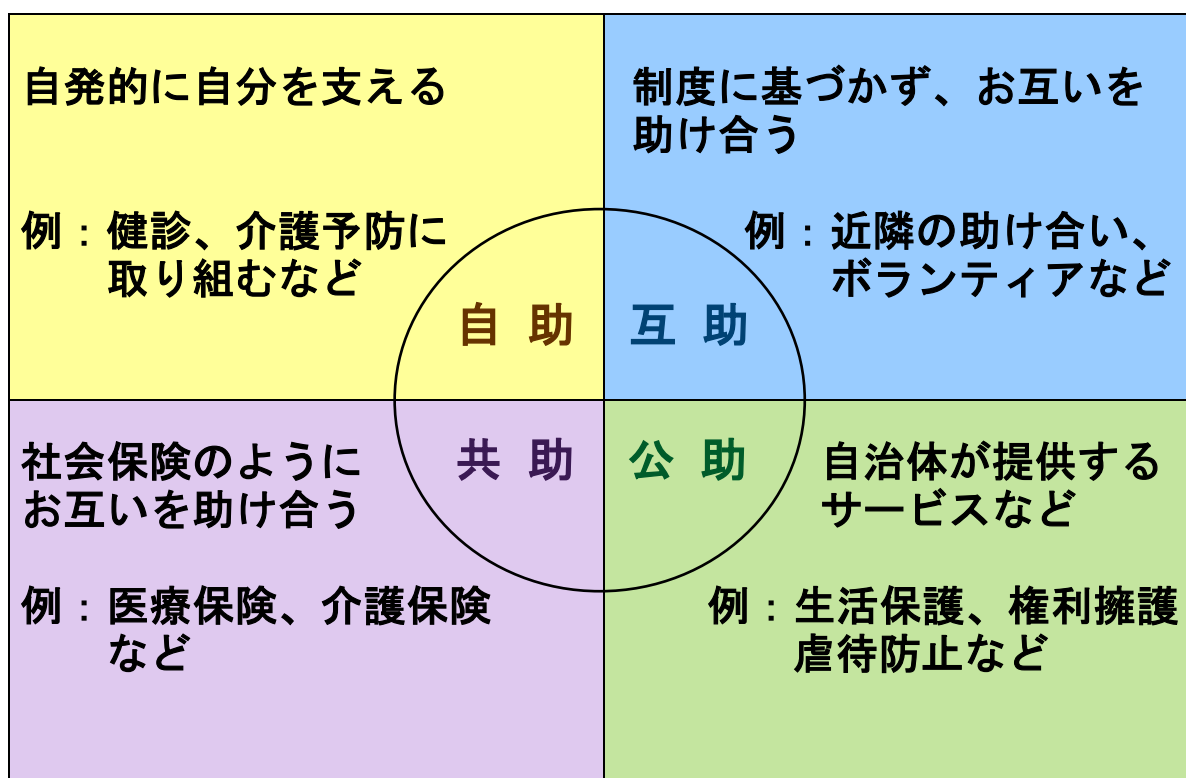 自発的に自分を支える
例：健診、介護予防に
取り組むなど
自 助
制度に基づかず、お互いを
助け合う
例：近隣の助け合い、
ボランティアなど
互 助
社会保険のように
お互いを助け合う
共 助
例：医療保険、介護保険
など
公 助
自治体が提供する
サービスなど
例：生活保護、権利擁護
虐待防止など